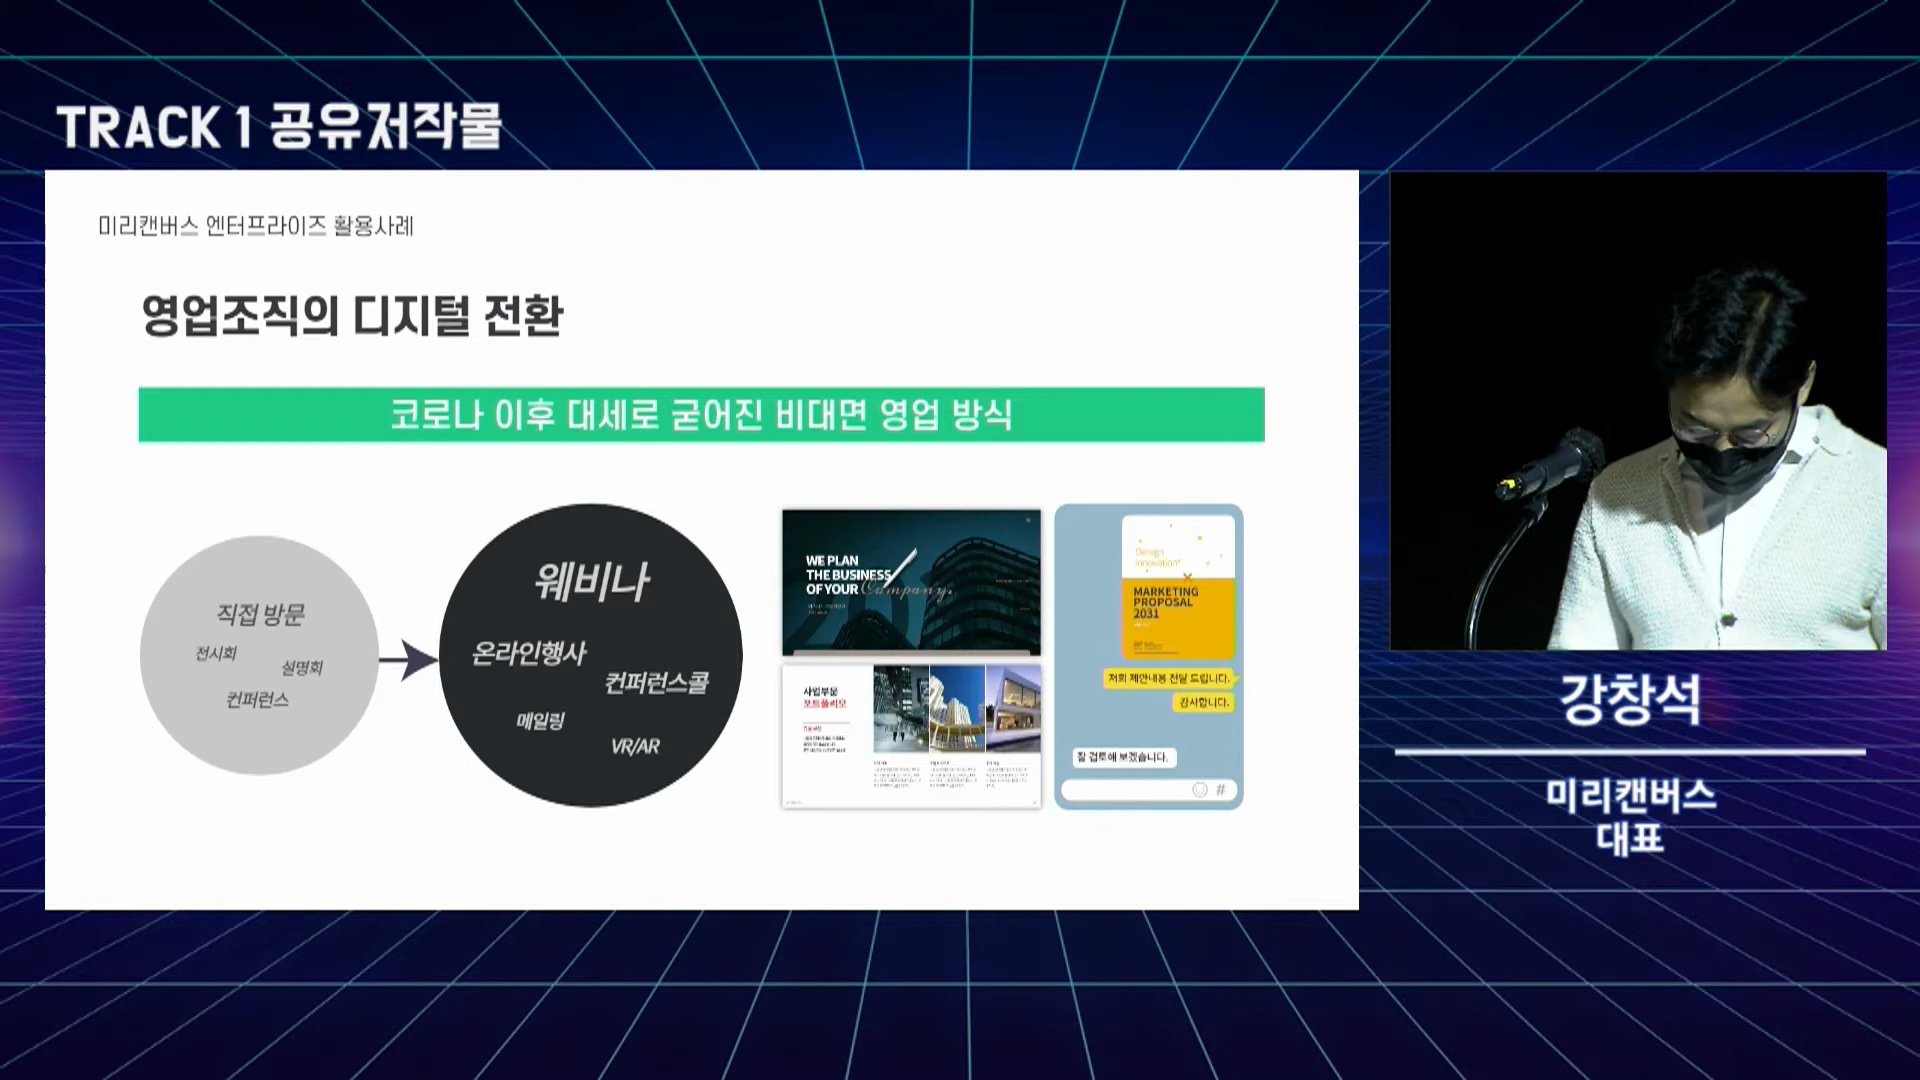 TRACK 1 공유저작물
미리캔버스 엔터프라이즈 활용사례
영업조직의 디지털 전환
코로나 이후 대세로 굳어진 비대면 영업 방식
직접 방문
전시회
설명회
컨퍼런스
웨비나
온라인행사
컨퍼런스콜
메일링
VR/AR
WE PLAN
THE BUSINESS
OF YOUR Company.
사업부문
포트폴리오
Design
innovation*
MARKETING
PROPOSAL
2031
저희 제안내용 전달 드립니다.
감사합니다.
잘 검토해 보겠습니다.
#
강창석
미리캔버스
대표